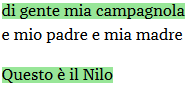 di gente mia campagnola
e mio padre e mia madre
Questo è il Nilo